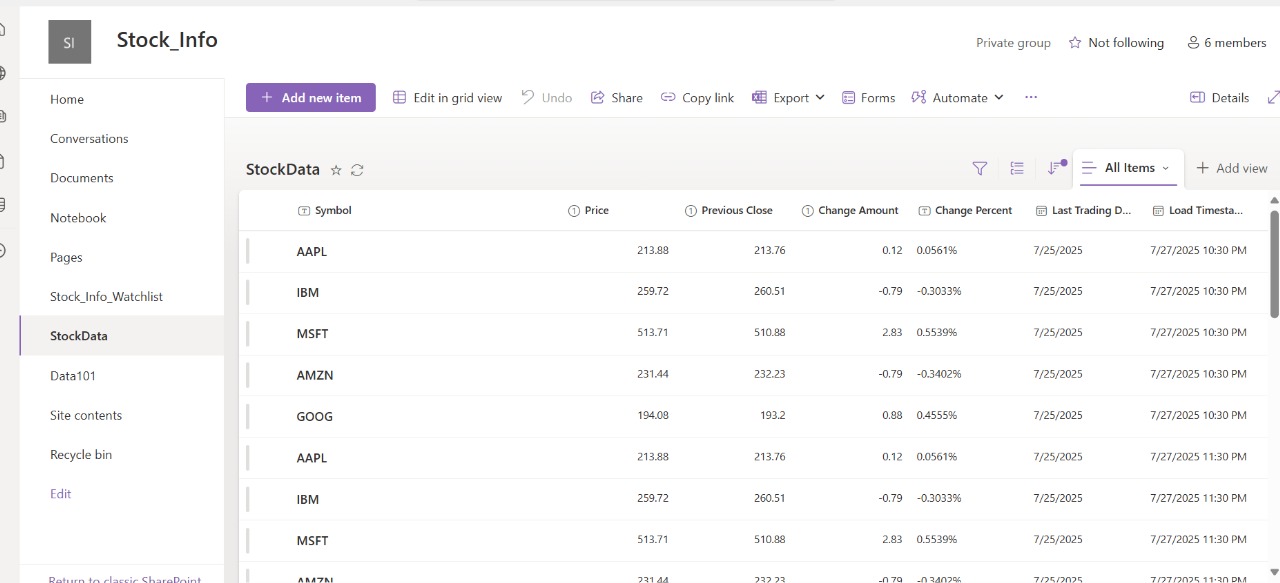 SI
Stock_Info
Private group
Not following
6 members
Home
Conversations
Documents
Notebook
Pages
Stock_Info_Watchlist
StockData
Data101
Site contents
Recycle bin
Edit
Return to classic SharePoint
Add new item
Edit in grid view
Undo
Share
Copy link
Export
Forms
Automate
Details
StockData
All Items
Add view
Symbol Price Previous Close Change Amount Change Percent Last Trading D... Load Timesta...
AAPL 213.88 213.76 0.12 0.0561% 7/25/2025 7/27/2025 10:30 PM
IBM 259.72 260.51 -0.79 -0.3033% 7/25/2025 7/27/2025 10:30 PM
MSFT 513.71 510.88 2.83 0.5539% 7/25/2025 7/27/2025 10:30 PM
AMZN 231.44 232.23 -0.79 -0.3402% 7/25/2025 7/27/2025 10:30 PM
GOOG 194.08 193.2 0.88 0.4555% 7/25/2025 7/27/2025 10:30 PM
AAPL 213.88 213.76 0.12 0.0561% 7/25/2025 7/27/2025 11:30 PM
IBM 259.72 260.51 -0.79 -0.3033% 7/25/2025 7/27/2025 11:30 PM
MSFT 513.71 510.88 2.83 0.5539% 7/25/2025 7/27/2025 11:30 PM
AMZN 231.44 232.23 -0.79 -0.3402% 7/25/2025 7/27/2025 11:30 PM